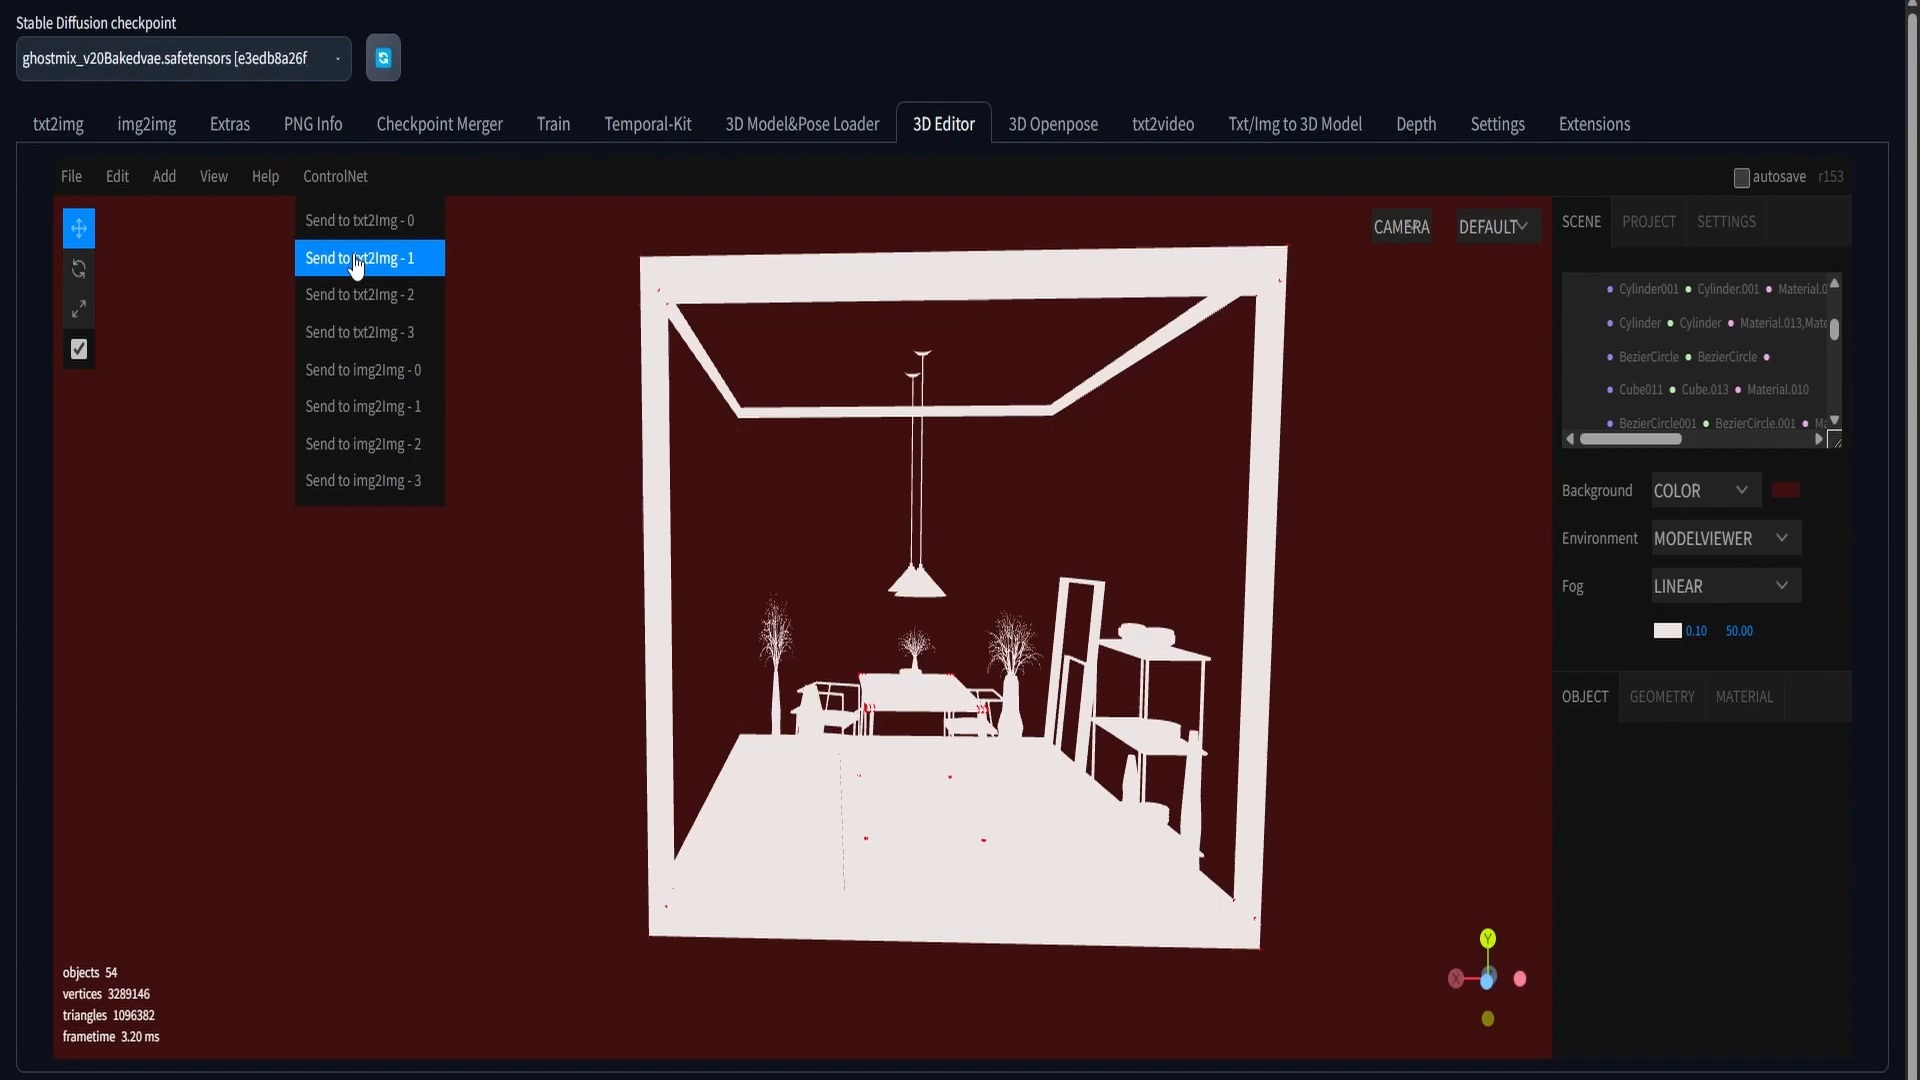 Stable Diffusion checkpoint
ghostmix_v20Bakedvae.safetensors [e3edb8a26f
txt2img img2img Extras PNG Info Checkpoint Merger Train Temporal-Kit 3D Model&Pose Loader 3D Editor 3D Openpose txt2video Txt/Img to 3D Model Depth Settings Extensions
File Edit Add View Help ControlNet autosave r153
Send to txt2Img - 0
Send to txt2Img - 1
Send to txt2Img - 2
Send to txt2Img - 3
Send to img2Img - 0
Send to img2Img - 1
Send to img2Img - 2
Send to img2Img - 3
CAMERA DEFAULT
SCENE PROJECT SETTINGS
Cylinder001 Cylinder.001 Material.0
Cylinder Cylinder Material.013,Mate
BezierCircle BezierCircle
Cube011 Cube.013 Material.010
BezierCircle001 BezierCircle.001 Ma
Background COLOR
Environment MODELVIEWER
Fog LINEAR
0.10 50.00
OBJECT GEOMETRY MATERIAL
Y
X
objects 54
vertices 3289146
triangles 1096382
frametime 3.20 ms